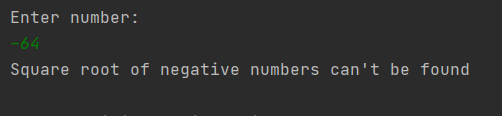 Enter number:
-64
Square root of negative numbers can't be found